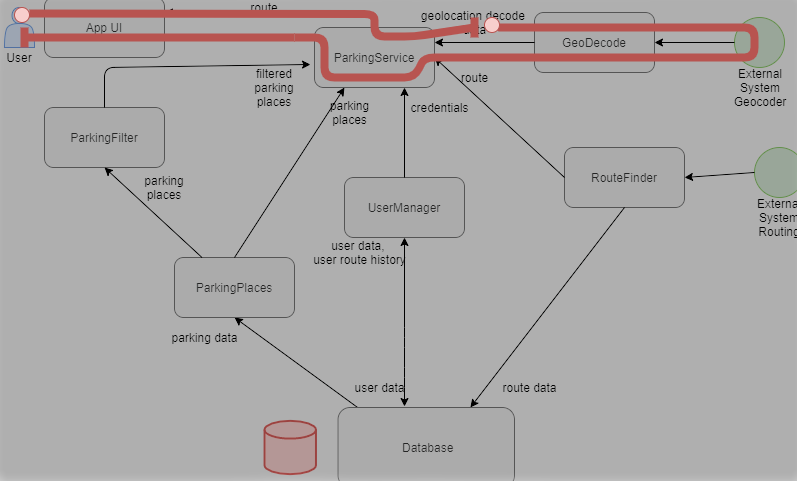 route
geolocation decode
data
App UI
GeoDecode
ParkingService
User
External
System
Geocoder
filtered
parking
places
route
parking
places
credentials
ParkingFilter
parking
places
RouteFinder
UserManager
Externa
System
Routing
user data,
user route history
ParkingPlaces
parking data
user data
route data
Database